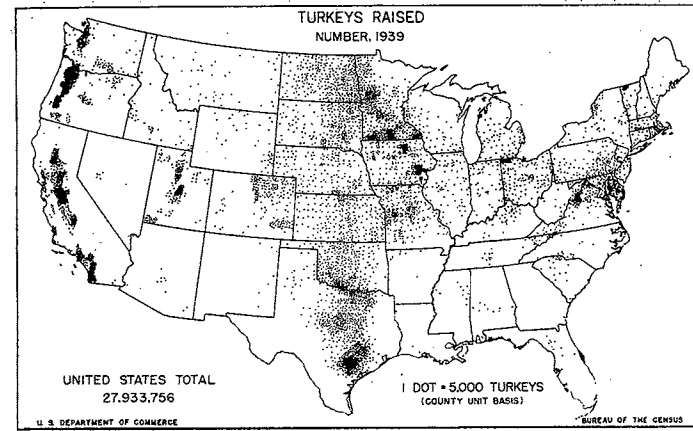 TURKEYS RAISED
NUMBER, 1939
UNITED STATES TOTAL
27,933,756
1 DOT = 5,000 TURKEYS
(COUNTY UNIT BASIS)
U. S. DEPARTMENT OF COMMERCE
BUREAU OF THE CENSUS